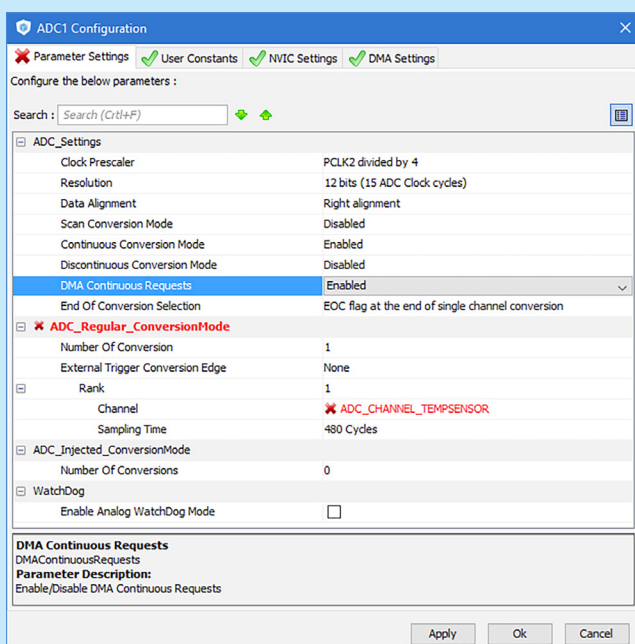 ADC1 Configuration
Parameter Settings User Constants NVIC Settings DMA Settings
Configure the below parameters :
Search : Search (Crtl+F)
ADC_Settings
Clock Prescaler PCLK2 divided by 4
Resolution 12 bits (15 ADC Clock cycles)
Data Alignment Right alignment
Scan Conversion Mode Disabled
Continuous Conversion Mode Enabled
Discontinuous Conversion Mode Disabled
DMA Continuous Requests Enabled
End Of Conversion Selection EOC flag at the end of single channel conversion
ADC_Regular_ConversionMode
Number Of Conversion 1
External Trigger Conversion Edge None
Rank 1
Channel ADC_CHANNEL_TEMPSENSOR
Sampling Time 480 Cycles
ADC_Injected_ConversionMode
Number Of Conversions 0
WatchDog
Enable Analog WatchDog Mode
DMA Continuous Requests
DMAContinuousRequests
Parameter Description:
Enable/Disable DMA Continuous Requests
Apply Ok Cancel